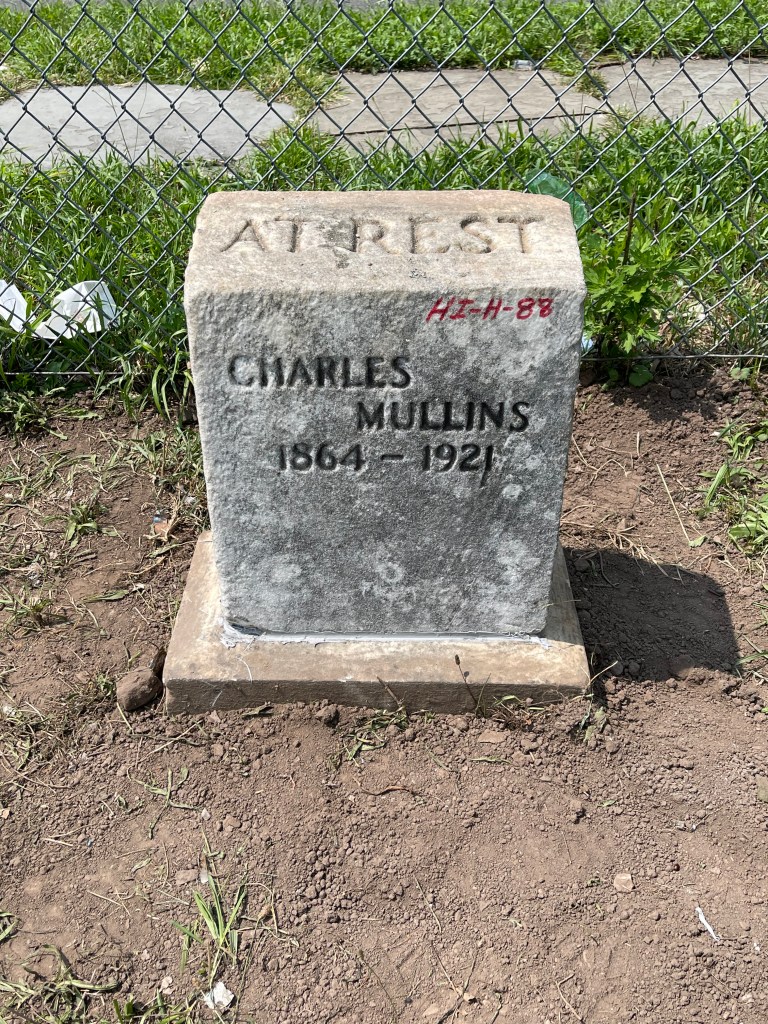 AT REST
HI-H-88
CHARLES
MULLINS
1864 – 1921